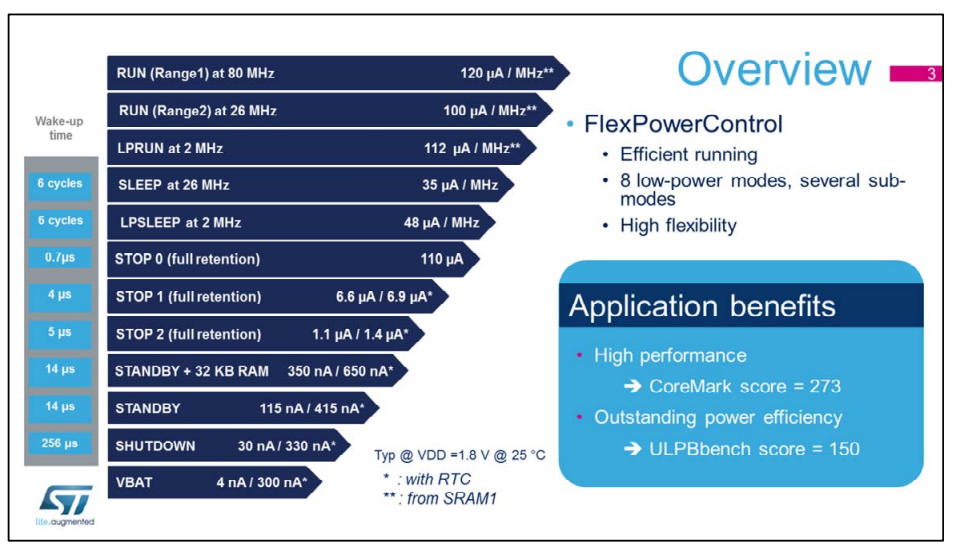 Overview
3
Wake-up
time
RUN (Range1) at 80 MHz 120 µA / MHz**
RUN (Range2) at 26 MHz 100 µA / MHz**
LPRUN at 2 MHz 112 µA / MHz**
6 cycles SLEEP at 26 MHz 35 µA / MHz
6 cycles LPSLEEP at 2 MHz 48 µA / MHz
0.7µs STOP 0 (full retention) 110 µA
4 µs STOP 1 (full retention) 6.6 µA / 6.9 µA*
5 µs STOP 2 (full retention) 1.1 µA / 1.4 µA*
14 µs STANDBY + 32 KB RAM 350 nA / 650 nA*
14 µs STANDBY 115 nA / 415 nA*
256 µs SHUTDOWN 30 nA / 330 nA*
VBAT 4 nA / 300 nA*
Typ @ VDD =1.8 V @ 25 °C
* : with RTC
** : from SRAM1
• FlexPowerControl
• Efficient running
• 8 low-power modes, several sub-
modes
• High flexibility
Application benefits
• High performance
➔ CoreMark score = 273
• Outstanding power efficiency
➔ ULPBbench score = 150
ST
life.augmented